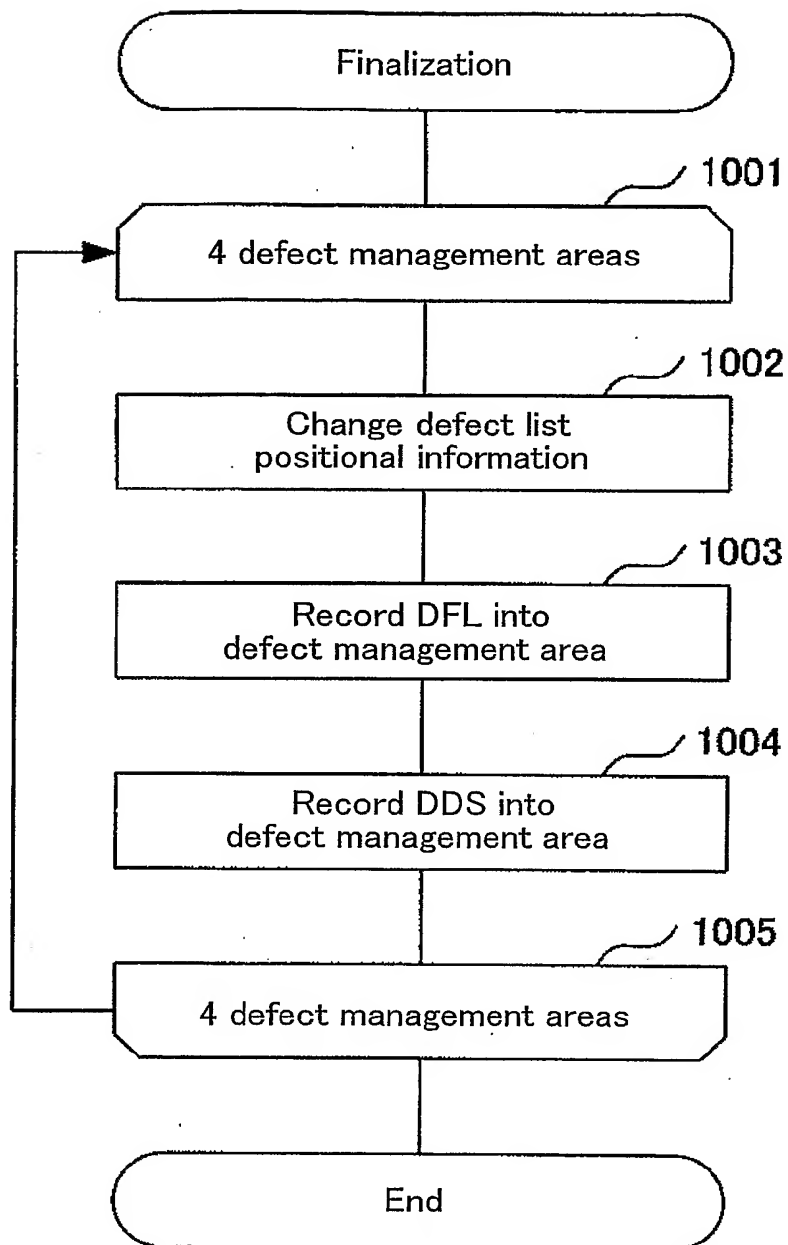 Finalization
1001
4 defect management areas
1002
Change defect list
positional information
1003
Record DFL into
defect management area
1004
Record DDS into
defect management area
1005
4 defect management areas
End